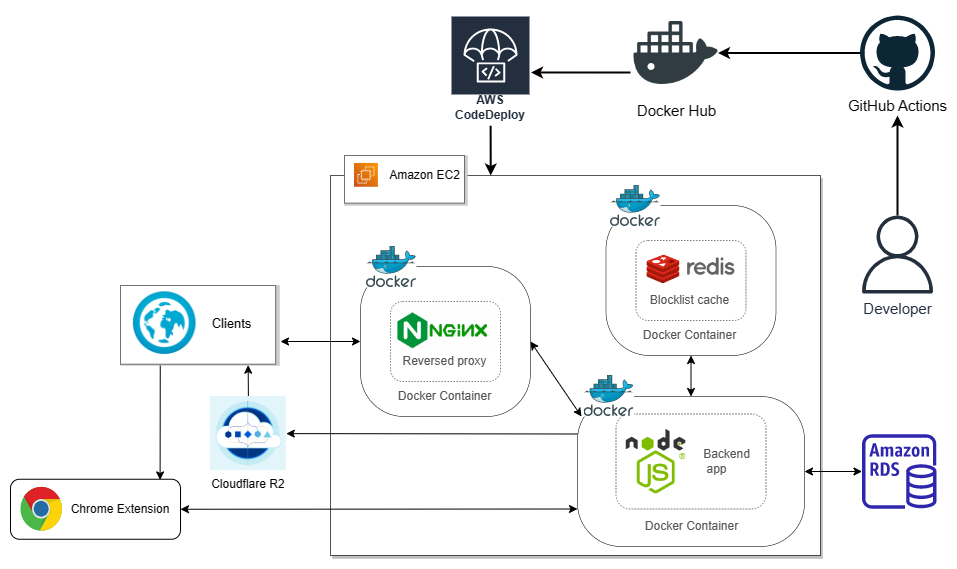 AWS
CodeDeploy
Docker Hub
GitHub Actions
Amazon EC2
docker
redis
Blocklist cache
Docker Container
Developer
docker
NGINX
Reversed proxy
Docker Container
Clients
docker
node
JS
®
Backend
app
Docker Container
Amazon
RDS
Cloudflare R2
Chrome Extension